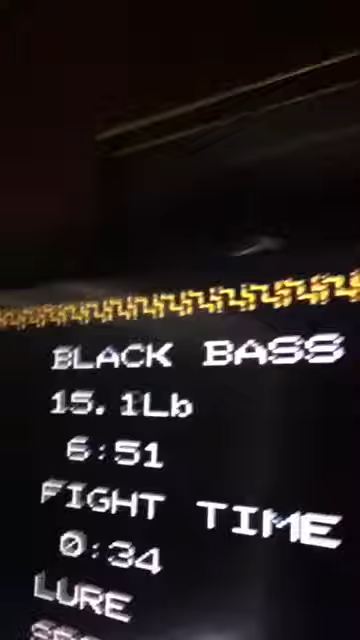 BLACK BASS
15.1Lb
6:51
FIGHT TIME
0:34
LURE